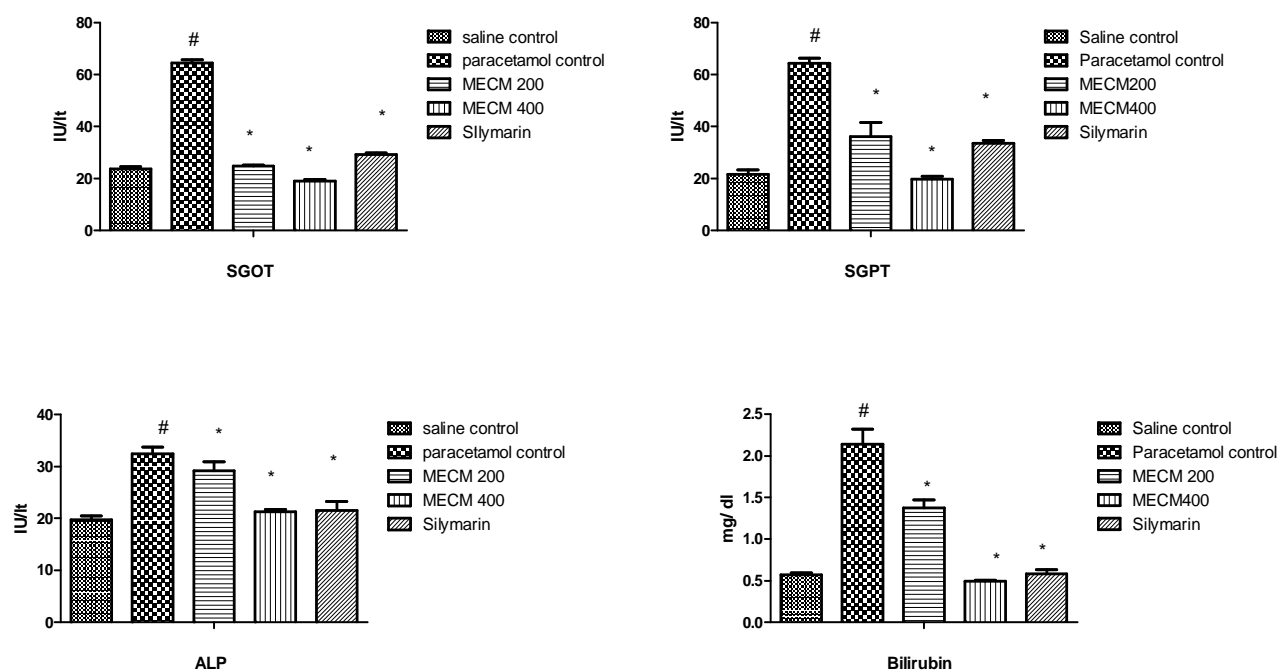 80
60
40
20
0
IU/lt
#
*
*
*
SGOT
saline control
paracetamol control
MECM 200
MECM 400
SIlymarin
80
60
40
20
0
IU/lt
#
*
*
*
SGPT
Saline control
Paracetamol control
MECM200
MECM400
Silymarin
40
30
20
10
0
IU/lt
#
*
*
*
ALP
saline control
paracetamol control
MECM 200
MECM 400
Silymarin
2.5
2.0
1.5
1.0
0.5
0.0
mg/ dl
#
*
*
*
Bilirubin
Saline control
Paracetamol control
MECM 200
MECM400
Silymarin